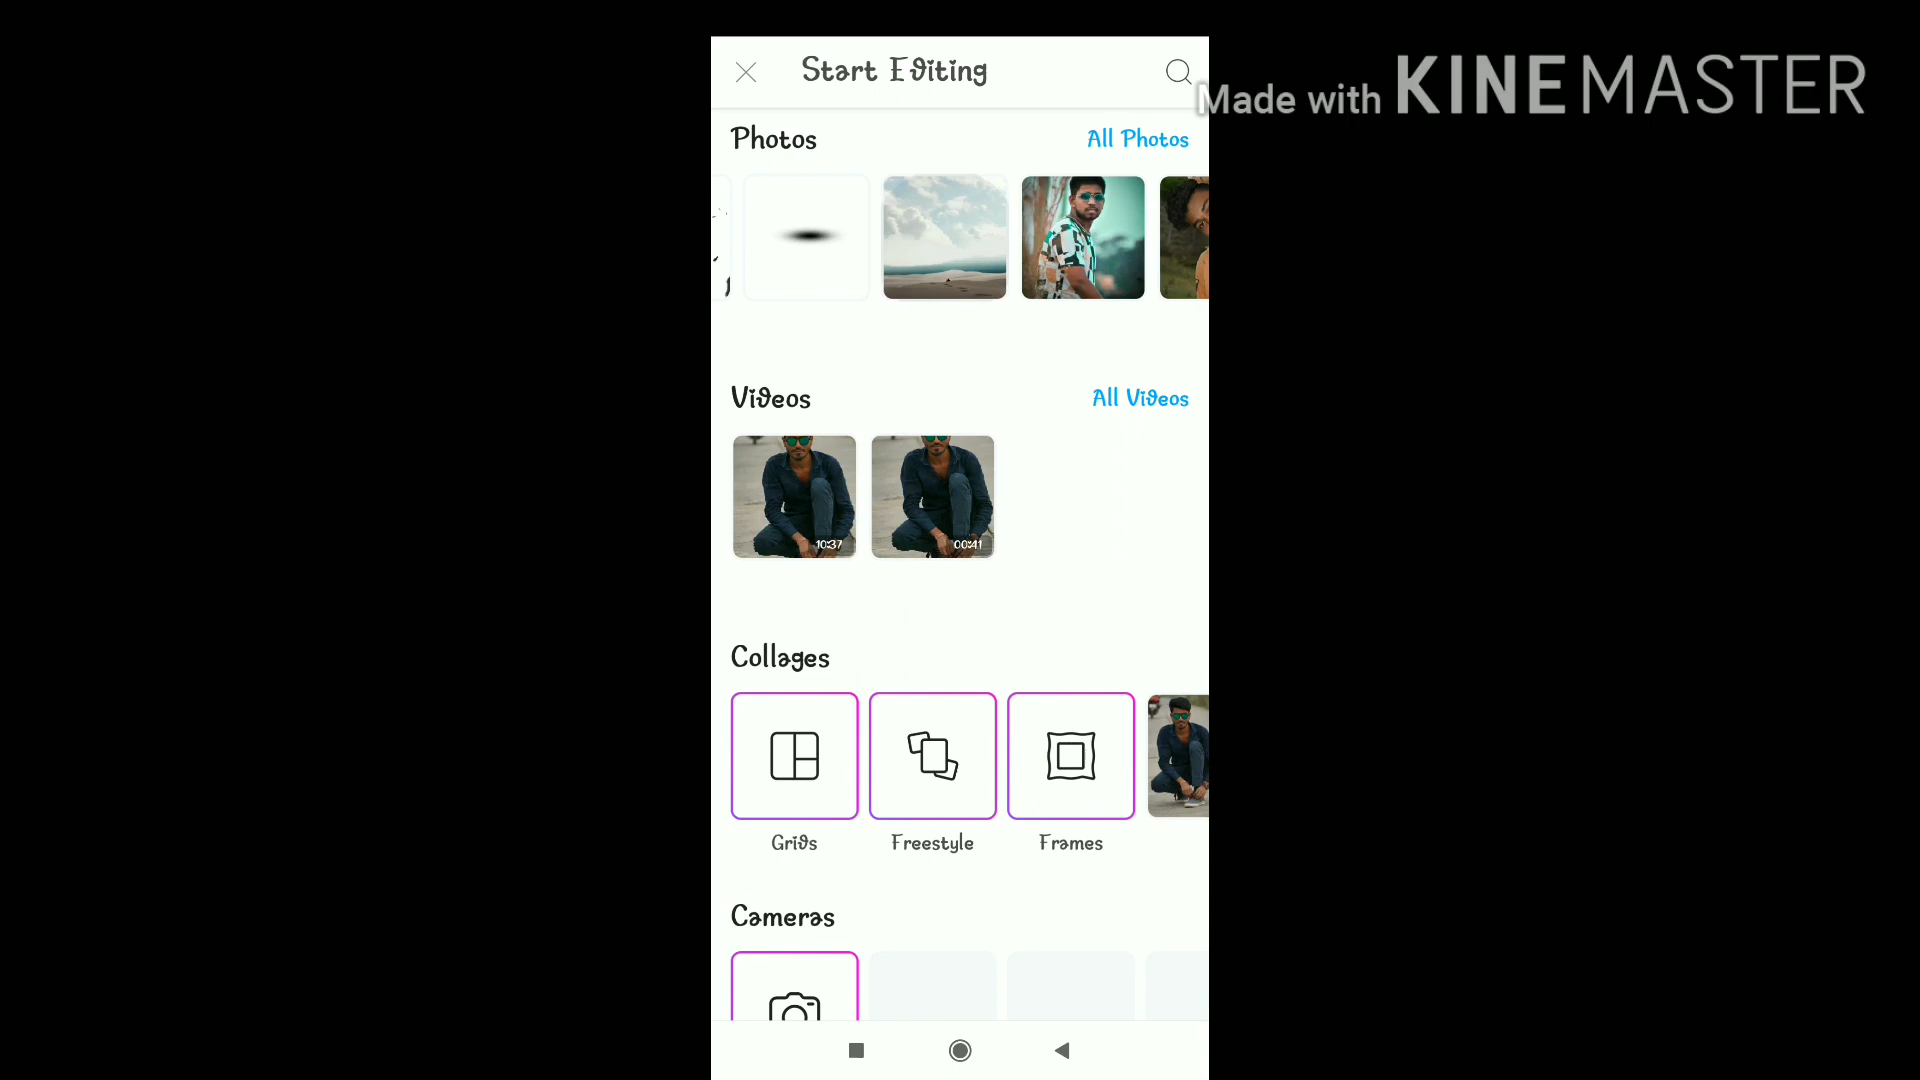 Start Editing
Made with KINEMASTER
Photos
All Photos
Videos
All Videos
10:37
00:41
Collages
Grids
Freestyle
Frames
Cameras